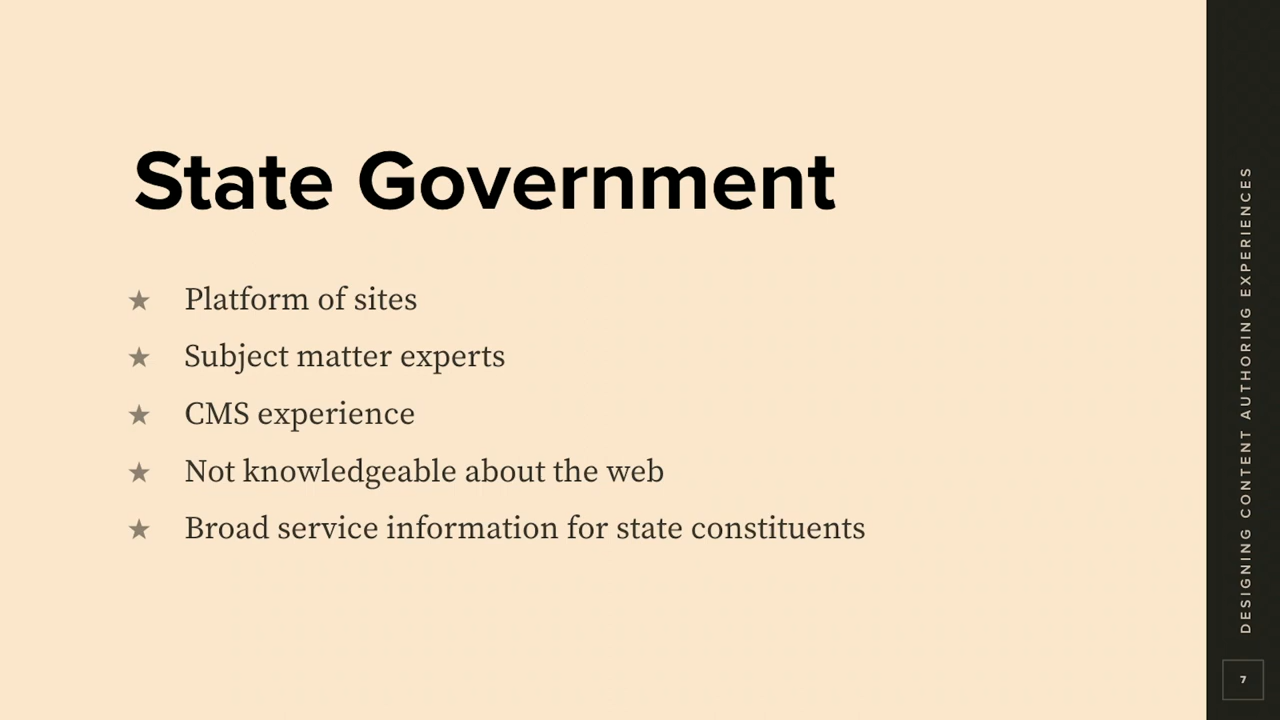 State Government
★ Platform of sites
★ Subject matter experts
★ CMS experience
★ Not knowledgeable about the web
★ Broad service information for state constituents
DESIGNING CONTENT AUTHORING EXPERIENCES
7